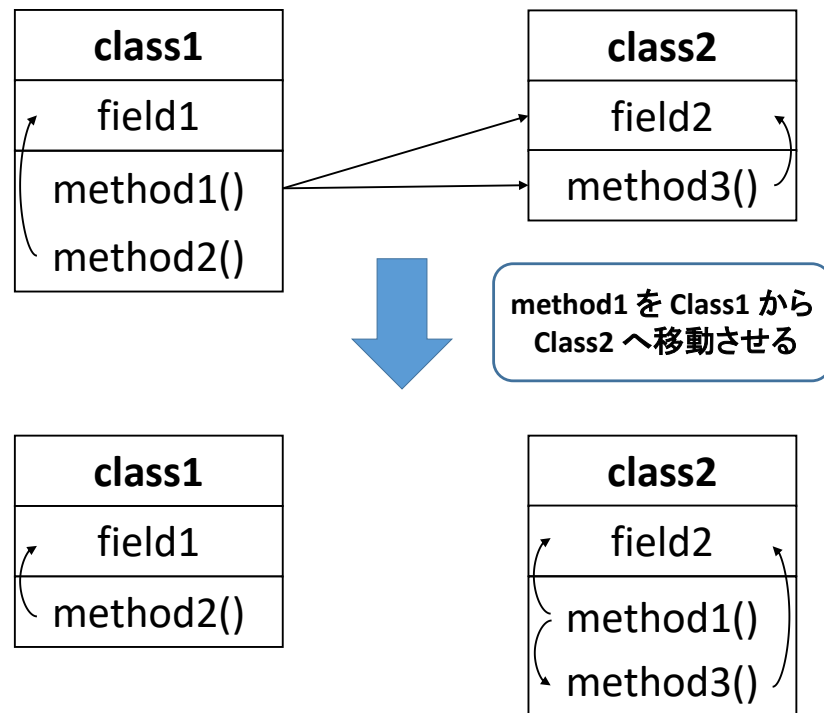 class1
field1
method1()
method2()
class2
field2
method3()
method1 を Class1 から
Class2 へ移動させる
class1
field1
method2()
class2
field2
method1()
method3()